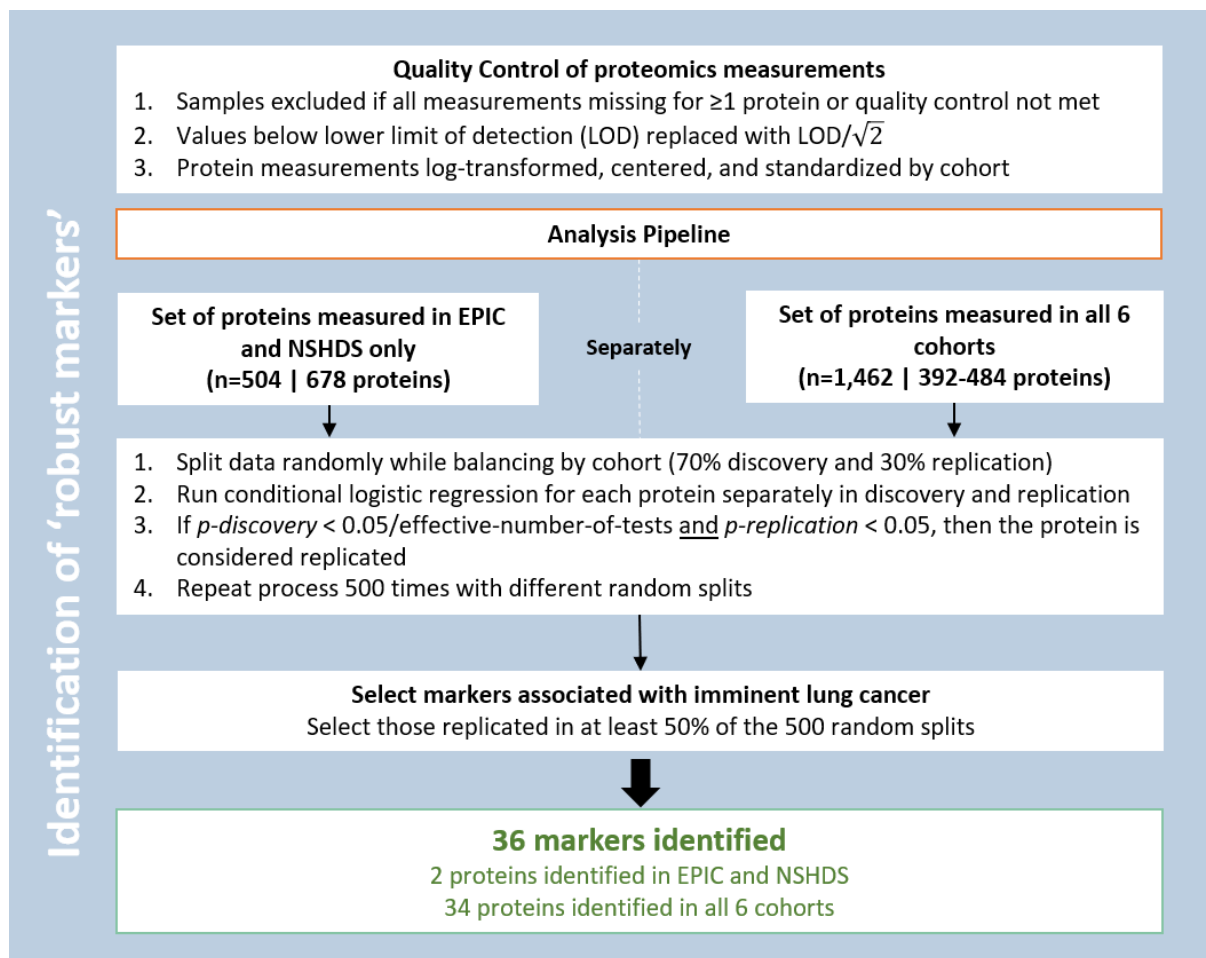 Identification of ‘robust markers’
Quality Control of proteomics measurements
1. Samples excluded if all measurements missing for ≥1 protein or quality control not met
2. Values below lower limit of detection (LOD) replaced with LOD/√2
3. Protein measurements log-transformed, centered, and standardized by cohort
Analysis Pipeline
Set of proteins measured in EPIC
and NSHDS only
(n=504 | 678 proteins)
Separately
Set of proteins measured in all 6
cohorts
(n=1,462 | 392-484 proteins)
1. Split data randomly while balancing by cohort (70% discovery and 30% replication)
2. Run conditional logistic regression for each protein separately in discovery and replication
3. If p-discovery < 0.05/effective-number-of-tests and p-replication < 0.05, then the protein is
considered replicated
4. Repeat process 500 times with different random splits
Select markers associated with imminent lung cancer
Select those replicated in at least 50% of the 500 random splits
36 markers identified
2 proteins identified in EPIC and NSHDS
34 proteins identified in all 6 cohorts